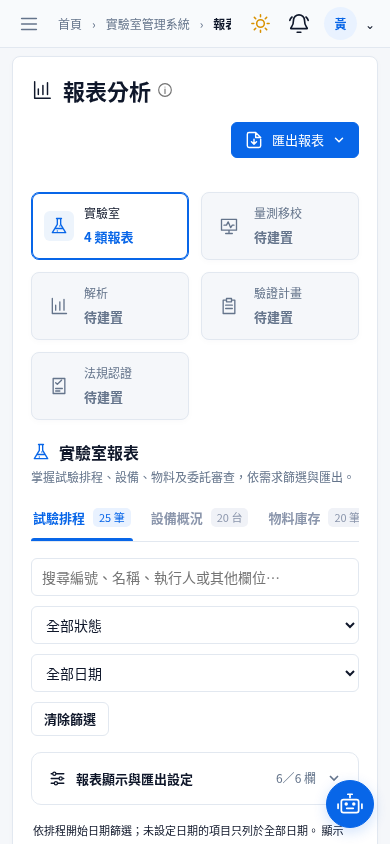 首頁 › 實驗室管理系統 › 報表 黃
報表分析
匯出報表
實驗室
4 類報表
量測移校
待建置
解析
待建置
驗證計畫
待建置
法規認證
待建置
實驗室報表
掌握試驗排程、設備、物料及委託審查，依需求篩選與匯出。
試驗排程 25 筆 設備概況 20 台 物料庫存 20 筆
搜尋編號、名稱、執行人或其他欄位…
全部狀態
全部日期
清除篩選
報表顯示與匯出設定 6／6 欄
依排程開始日期篩選；未設定日期的項目只列於全部日期。 顯示